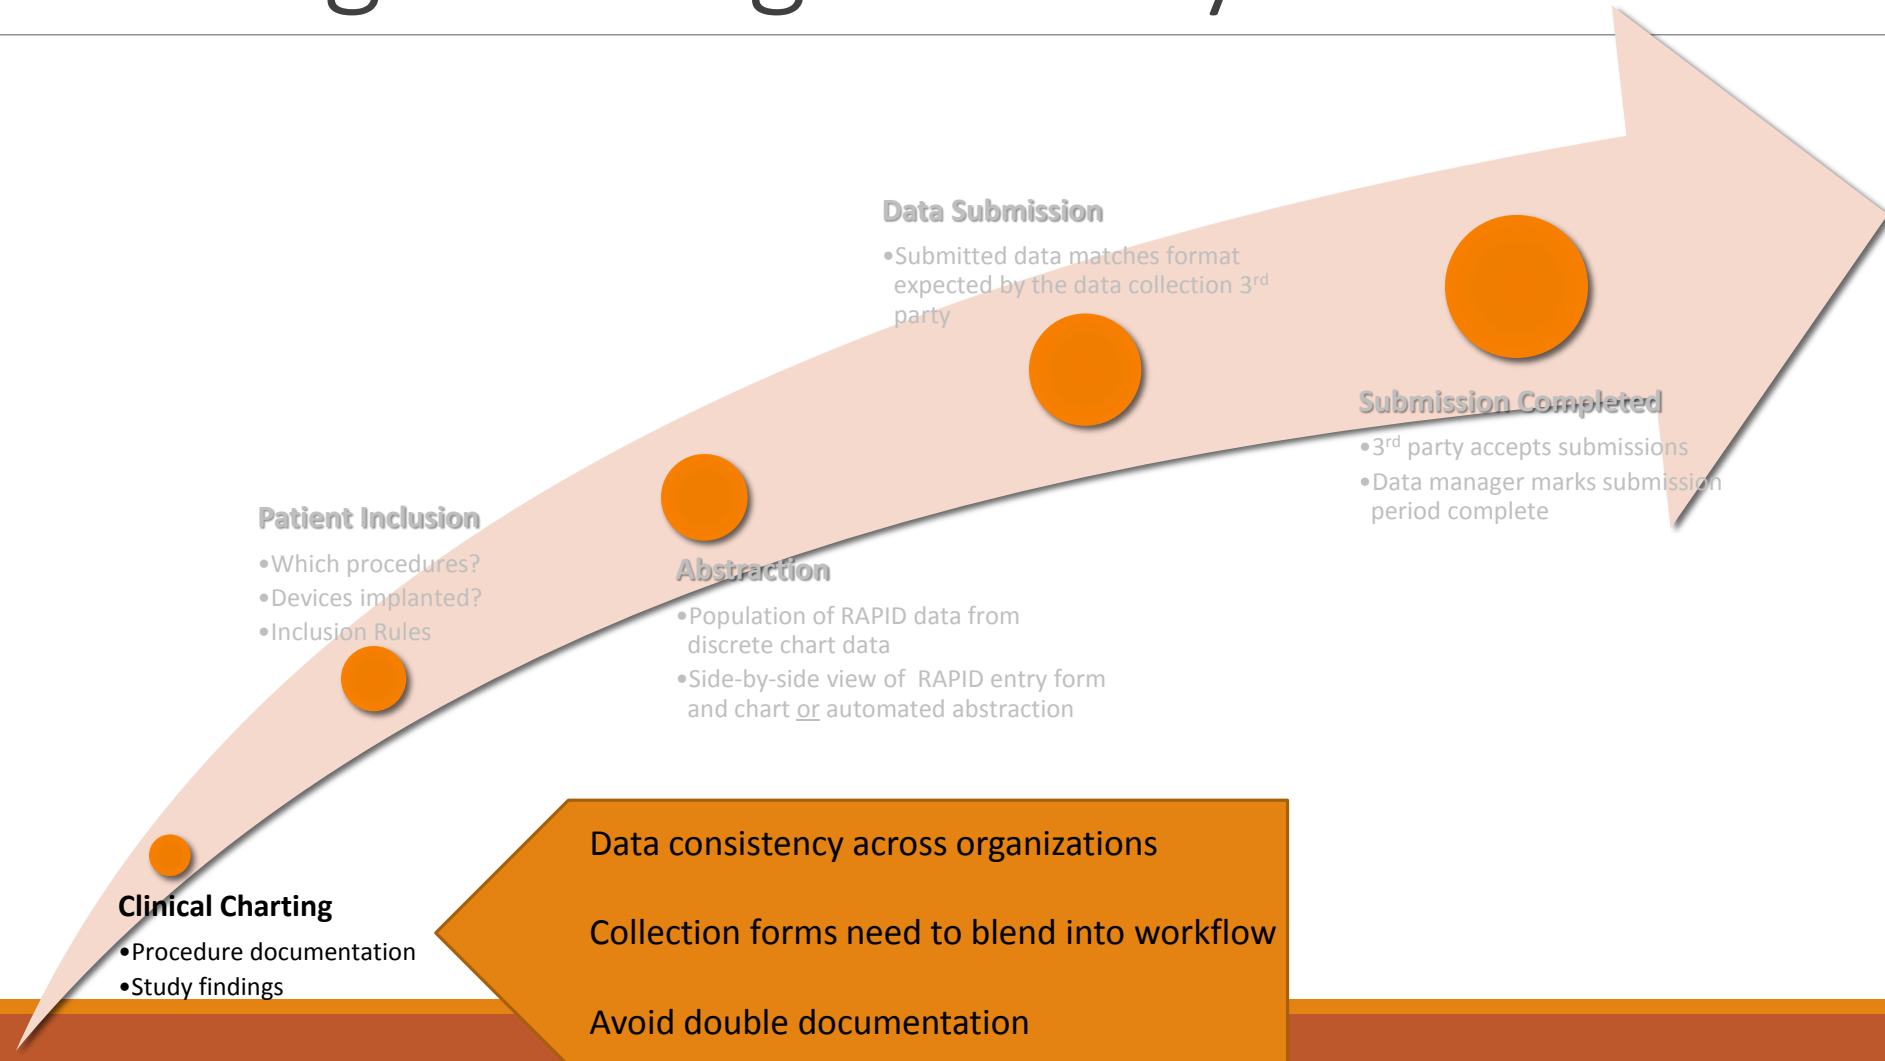 Data Submission
•Submitted data matches format
expected by the data collection 3rd
party
Submission Completed
•3rd party accepts submissions
•Data manager marks submission
period complete
Patient Inclusion
•Which procedures?
•Devices implanted?
•Inclusion Rules
Abstraction
•Population of RAPID data from
discrete chart data
•Side-by-side view of RAPID entry form
and chart or automated abstraction
Clinical Charting
•Procedure documentation
•Study findings
Data consistency across organizations
Collection forms need to blend into workflow
Avoid double documentation